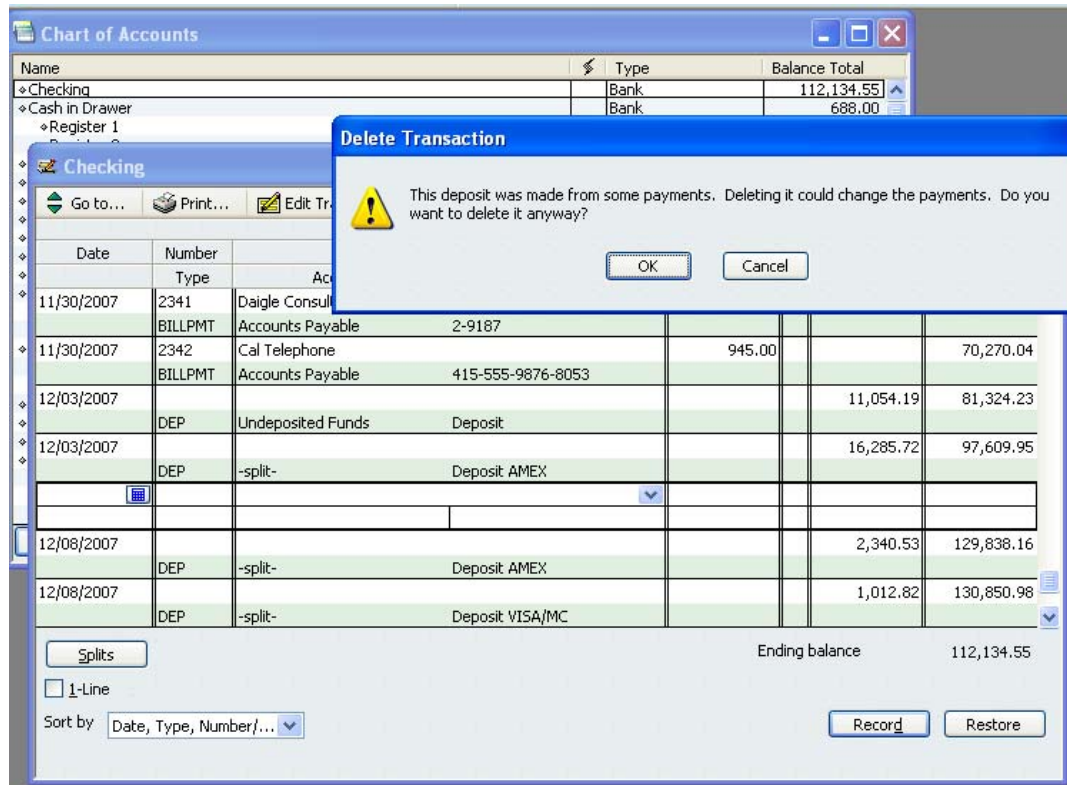 Chart of Accounts
Name Type Balance Total
Checking Bank 112,134.55
Cash in Drawer Bank 688.00
Register 1
Delete Transaction
This deposit was made from some payments. Deleting it could change the payments. Do you
want to delete it anyway?
OK Cancel
Checking
Go to... Print... Edit Tr
Date Number
Type Acc
11/30/2007 2341 Daigle Consult
BILLPMT Accounts Payable 2-9187
11/30/2007 2342 Cal Telephone 945.00 70,270.04
BILLPMT Accounts Payable 415-555-9876-8053
12/03/2007 11,054.19 81,324.23
DEP Undeposited Funds Deposit
12/03/2007 16,285.72 97,609.95
DEP -split- Deposit AMEX
12/08/2007 2,340.53 129,838.16
DEP -split- Deposit AMEX
12/08/2007 1,012.82 130,850.98
DEP -split- Deposit VISA/MC
Splits Ending balance 112,134.55
1-Line
Sort by Date, Type, Number/... Record Restore